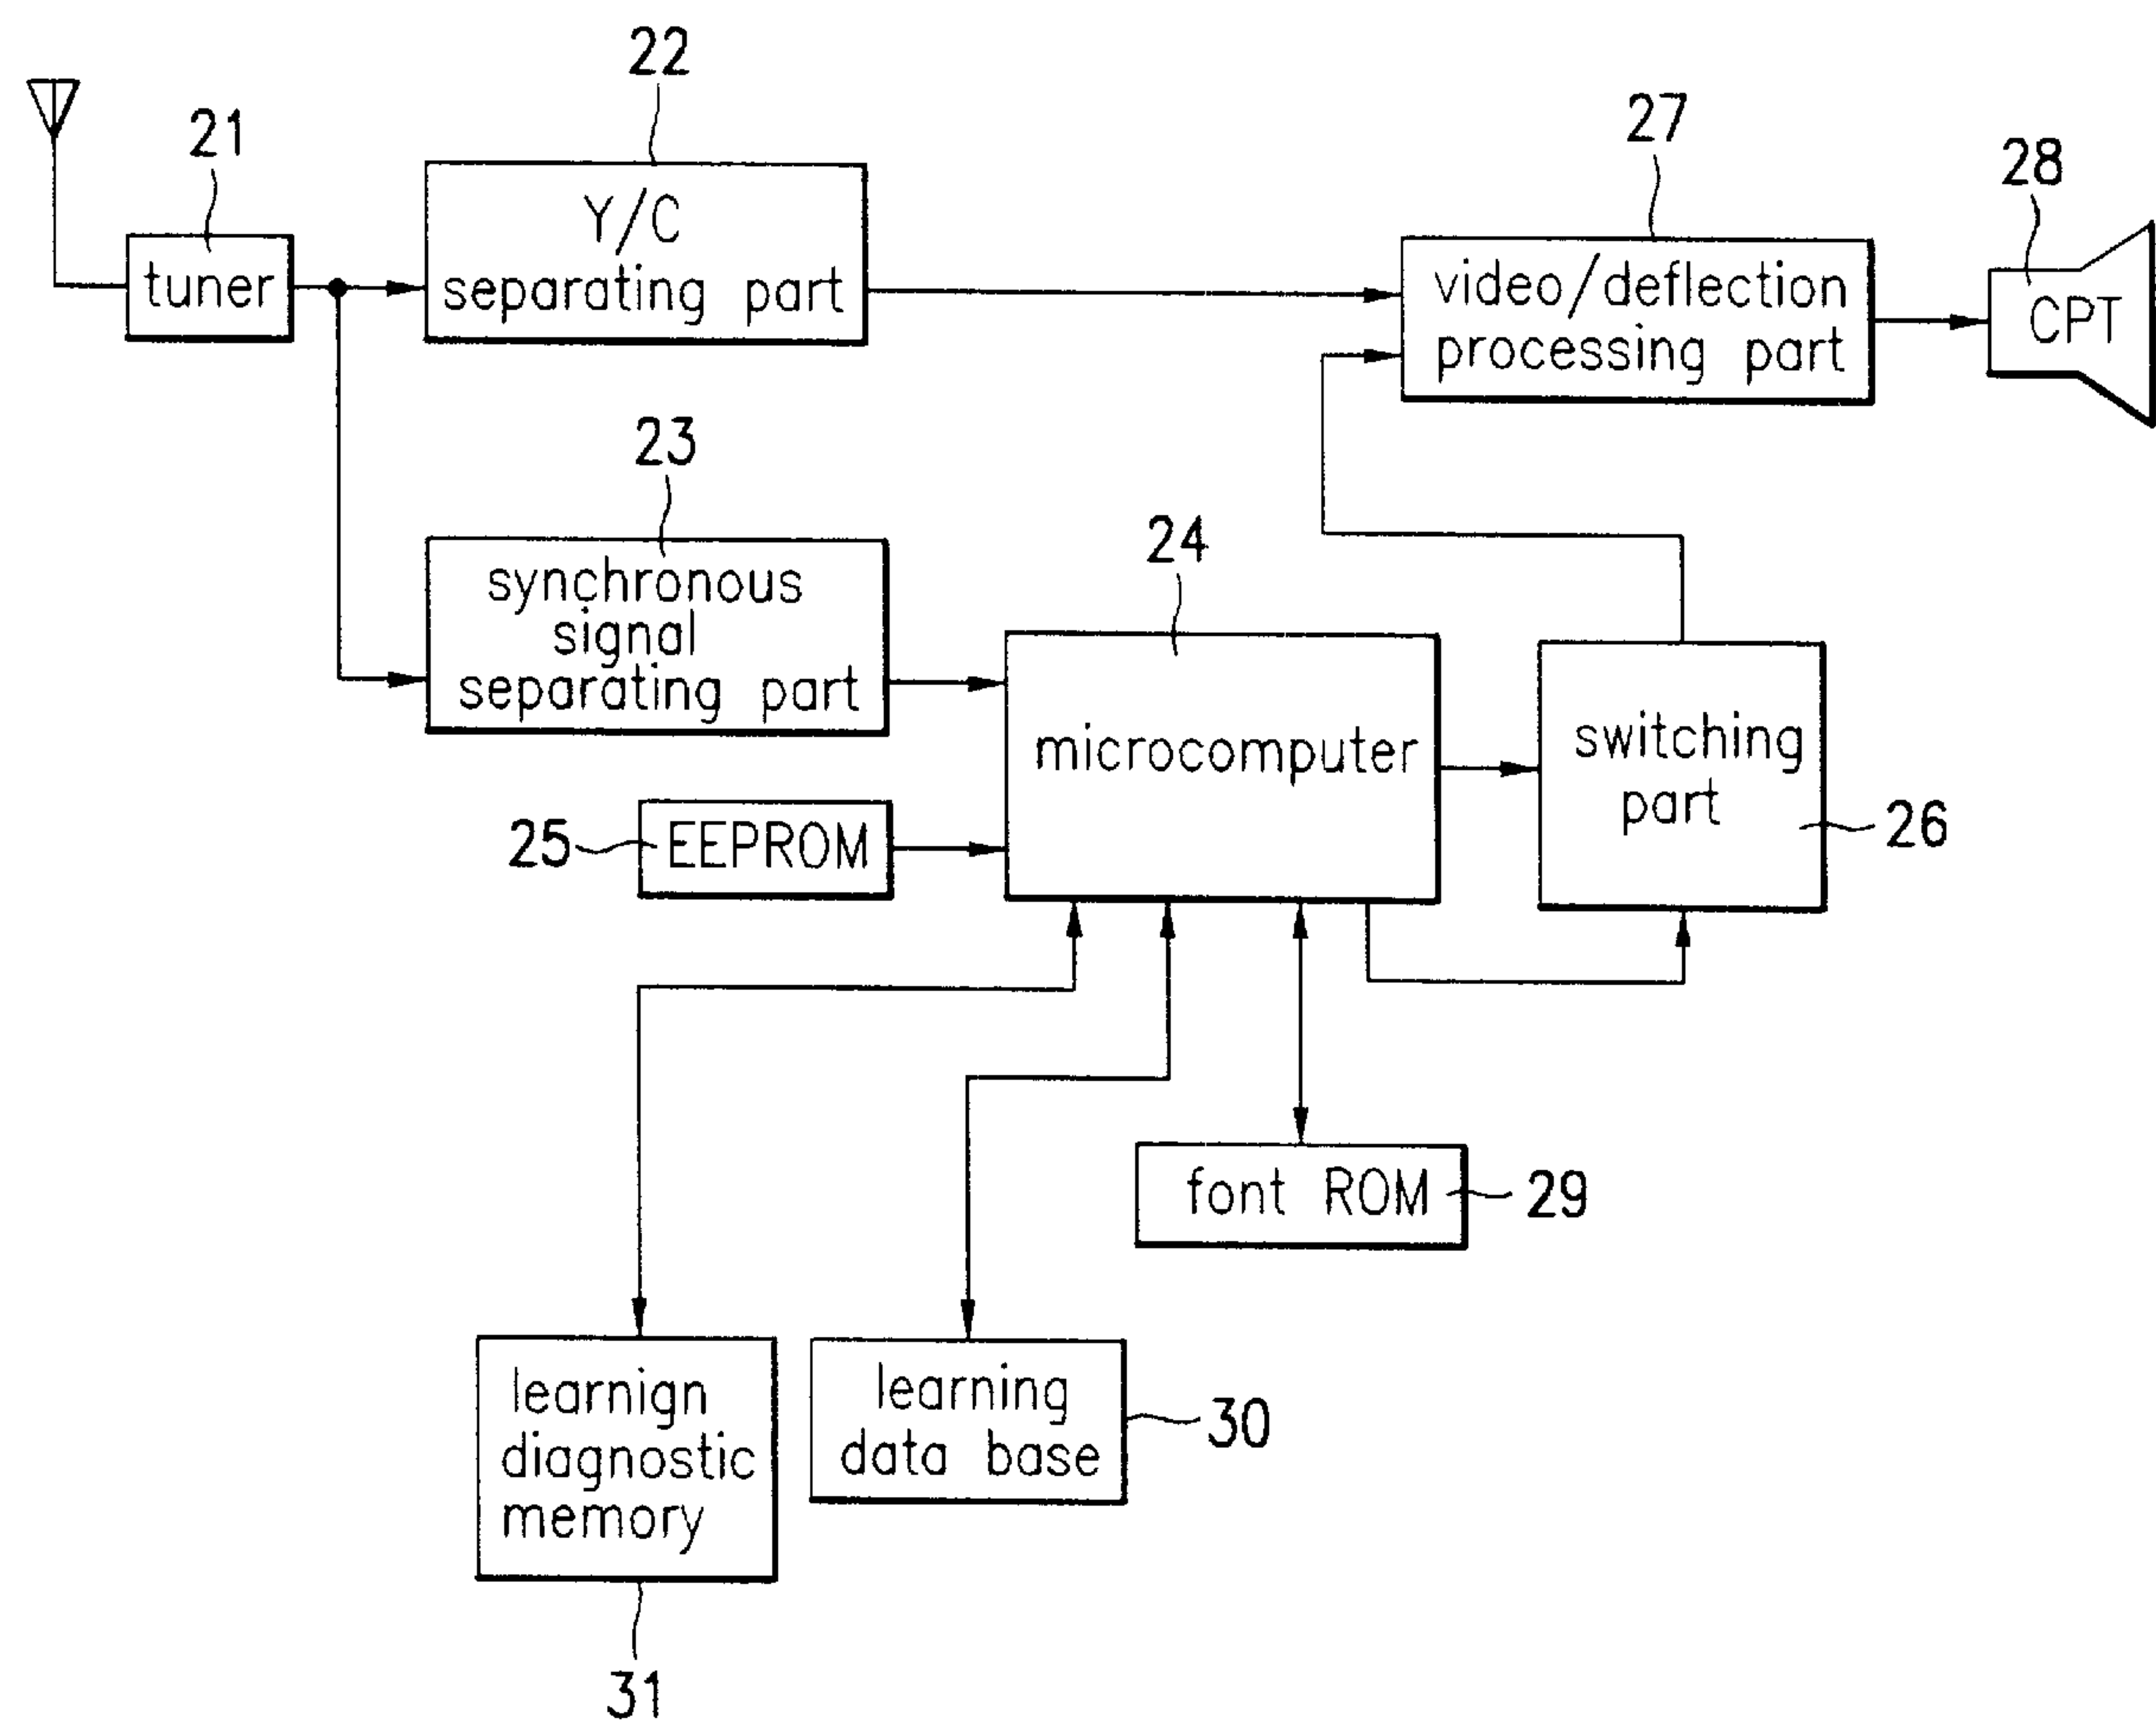 22
21
27
28
Y/C
separating part
tuner
video/deflection
processing part
CPT
23
24
synchronous
signal
separating part
microcomputer
switching
part
26
25
EEPROM
font ROM
29
learnign
diagnostic
memory
learning
data base
30
31